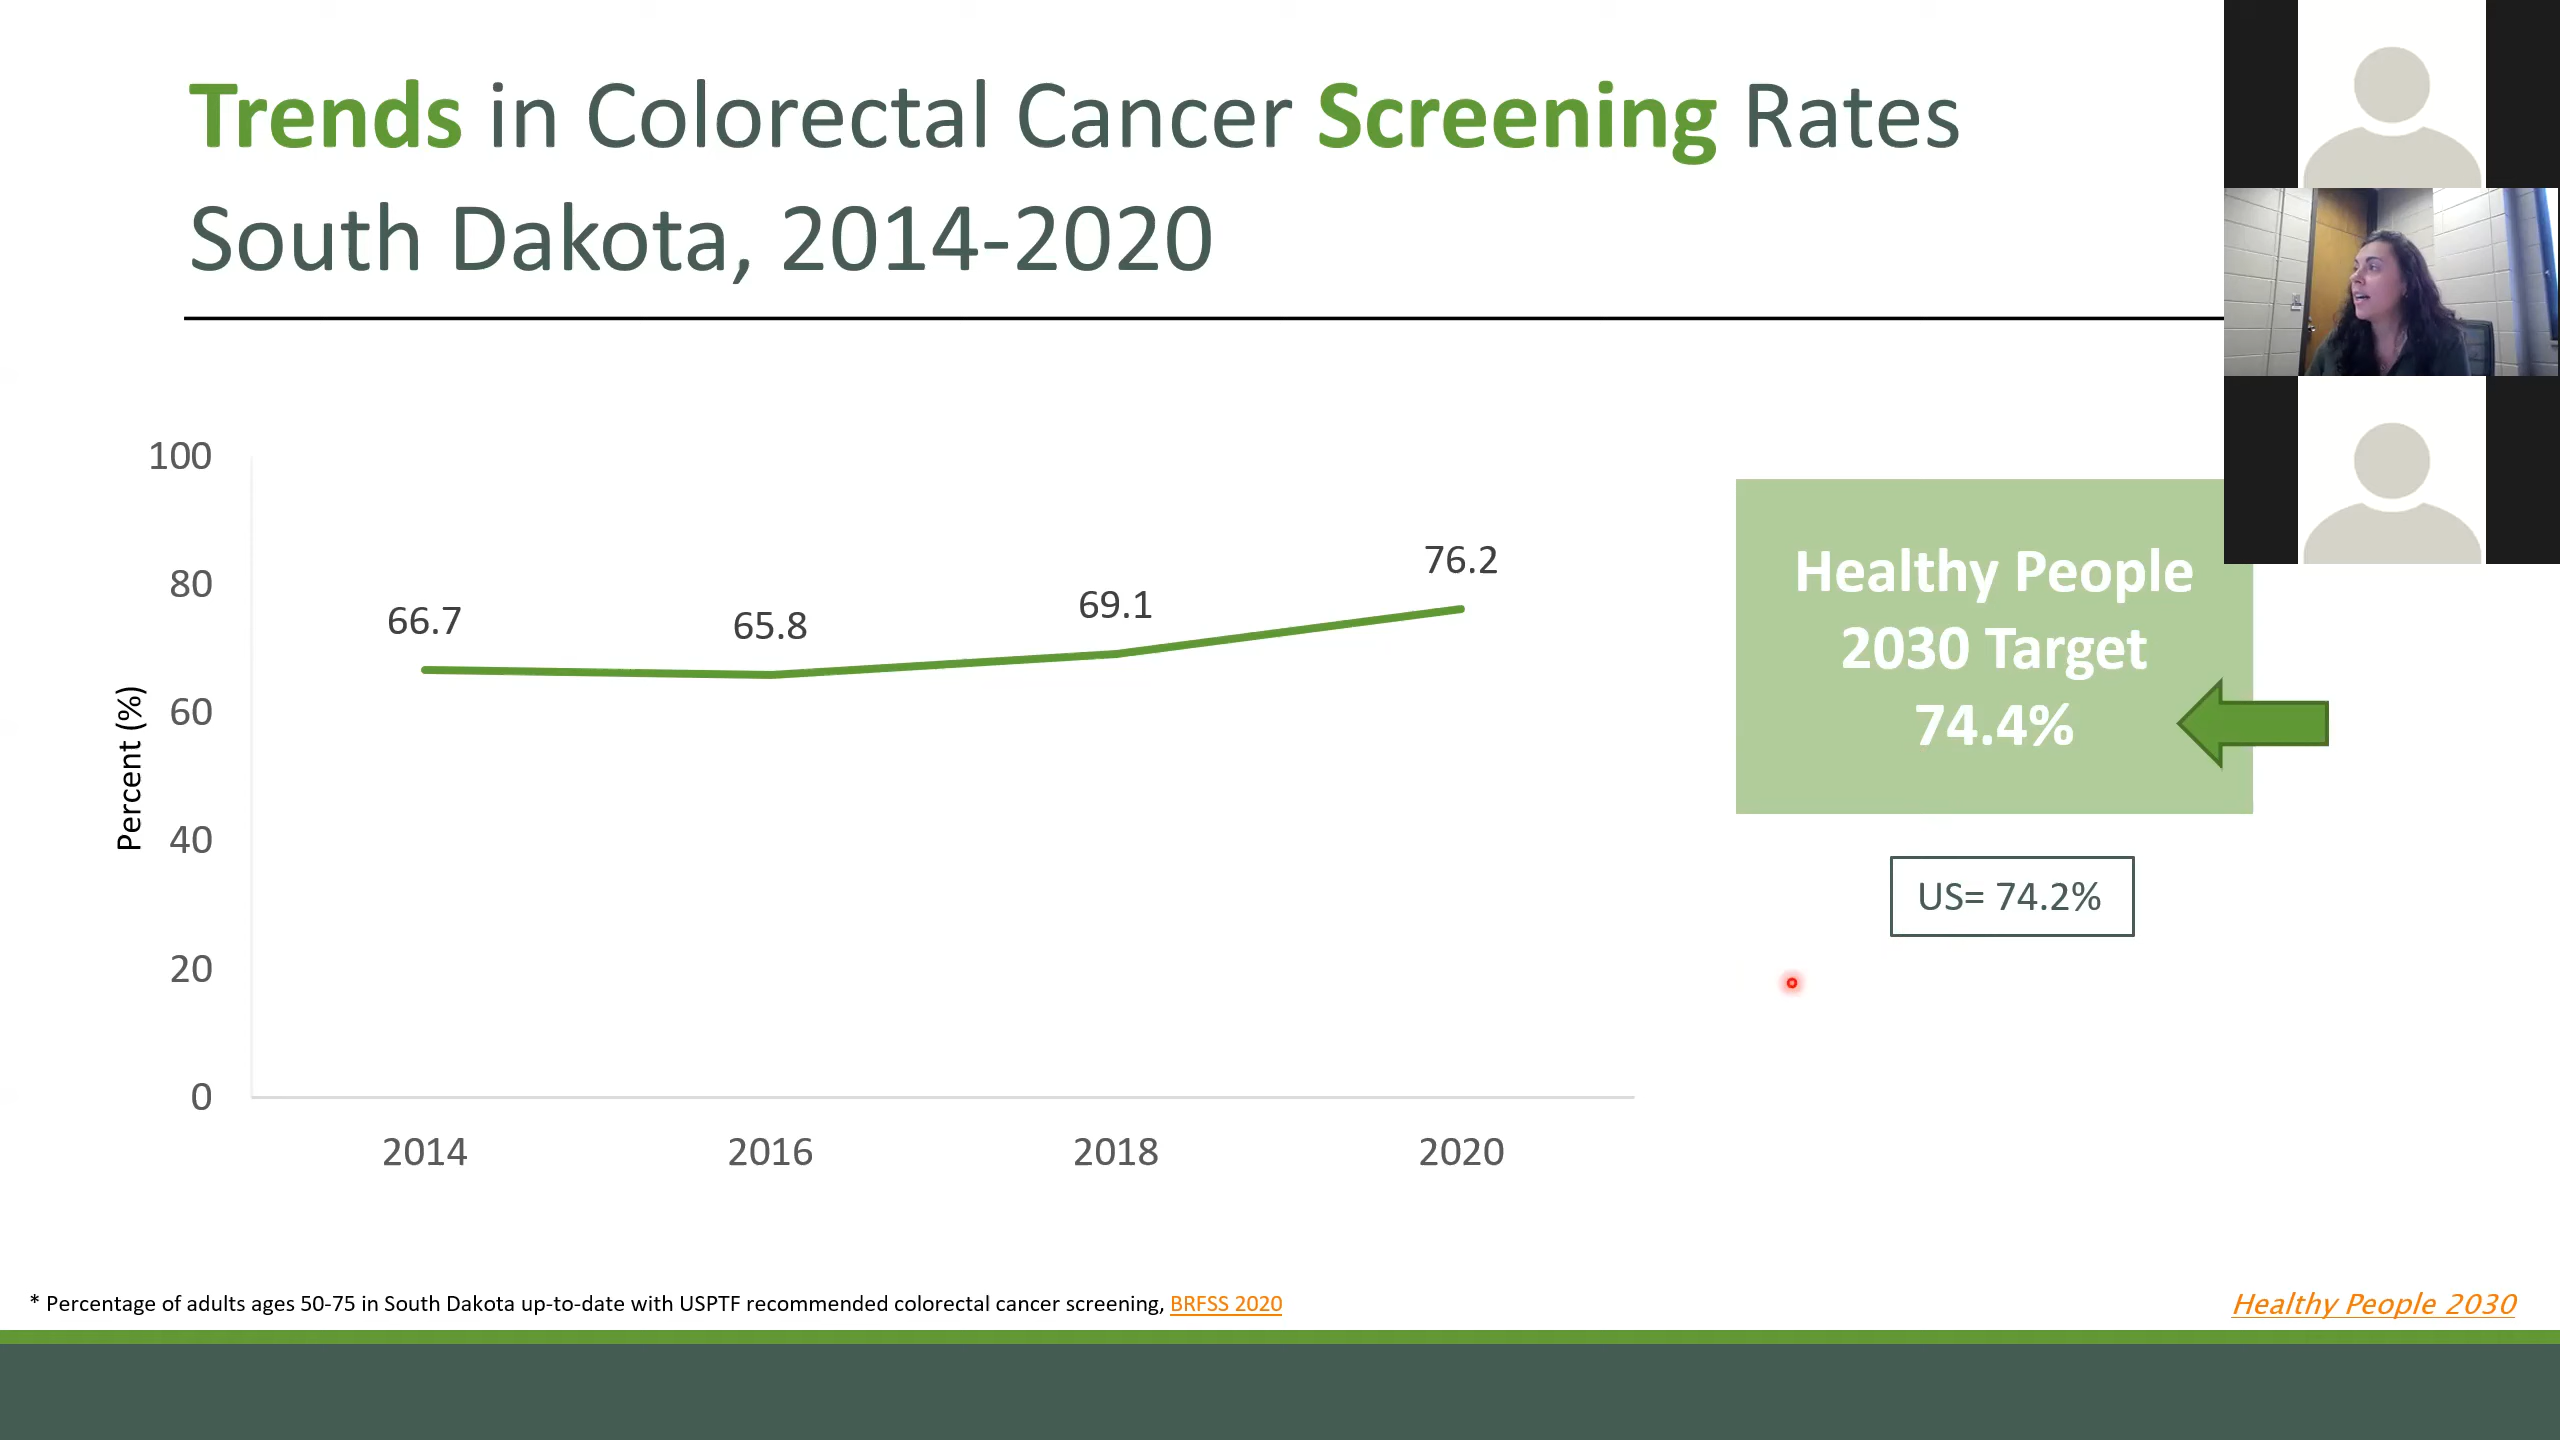 Trends in Colorectal Cancer Screening Rates
South Dakota, 2014-2020
Percent (%)
100
80
60
40
20
0
66.7
65.8
69.1
76.2
2014
2016
2018
2020
Healthy People
2030 Target
74.4%
US= 74.2%
* Percentage of adults ages 50-75 in South Dakota up-to-date with USPTF recommended colorectal cancer screening, BRFSS 2020
Healthy People 2030